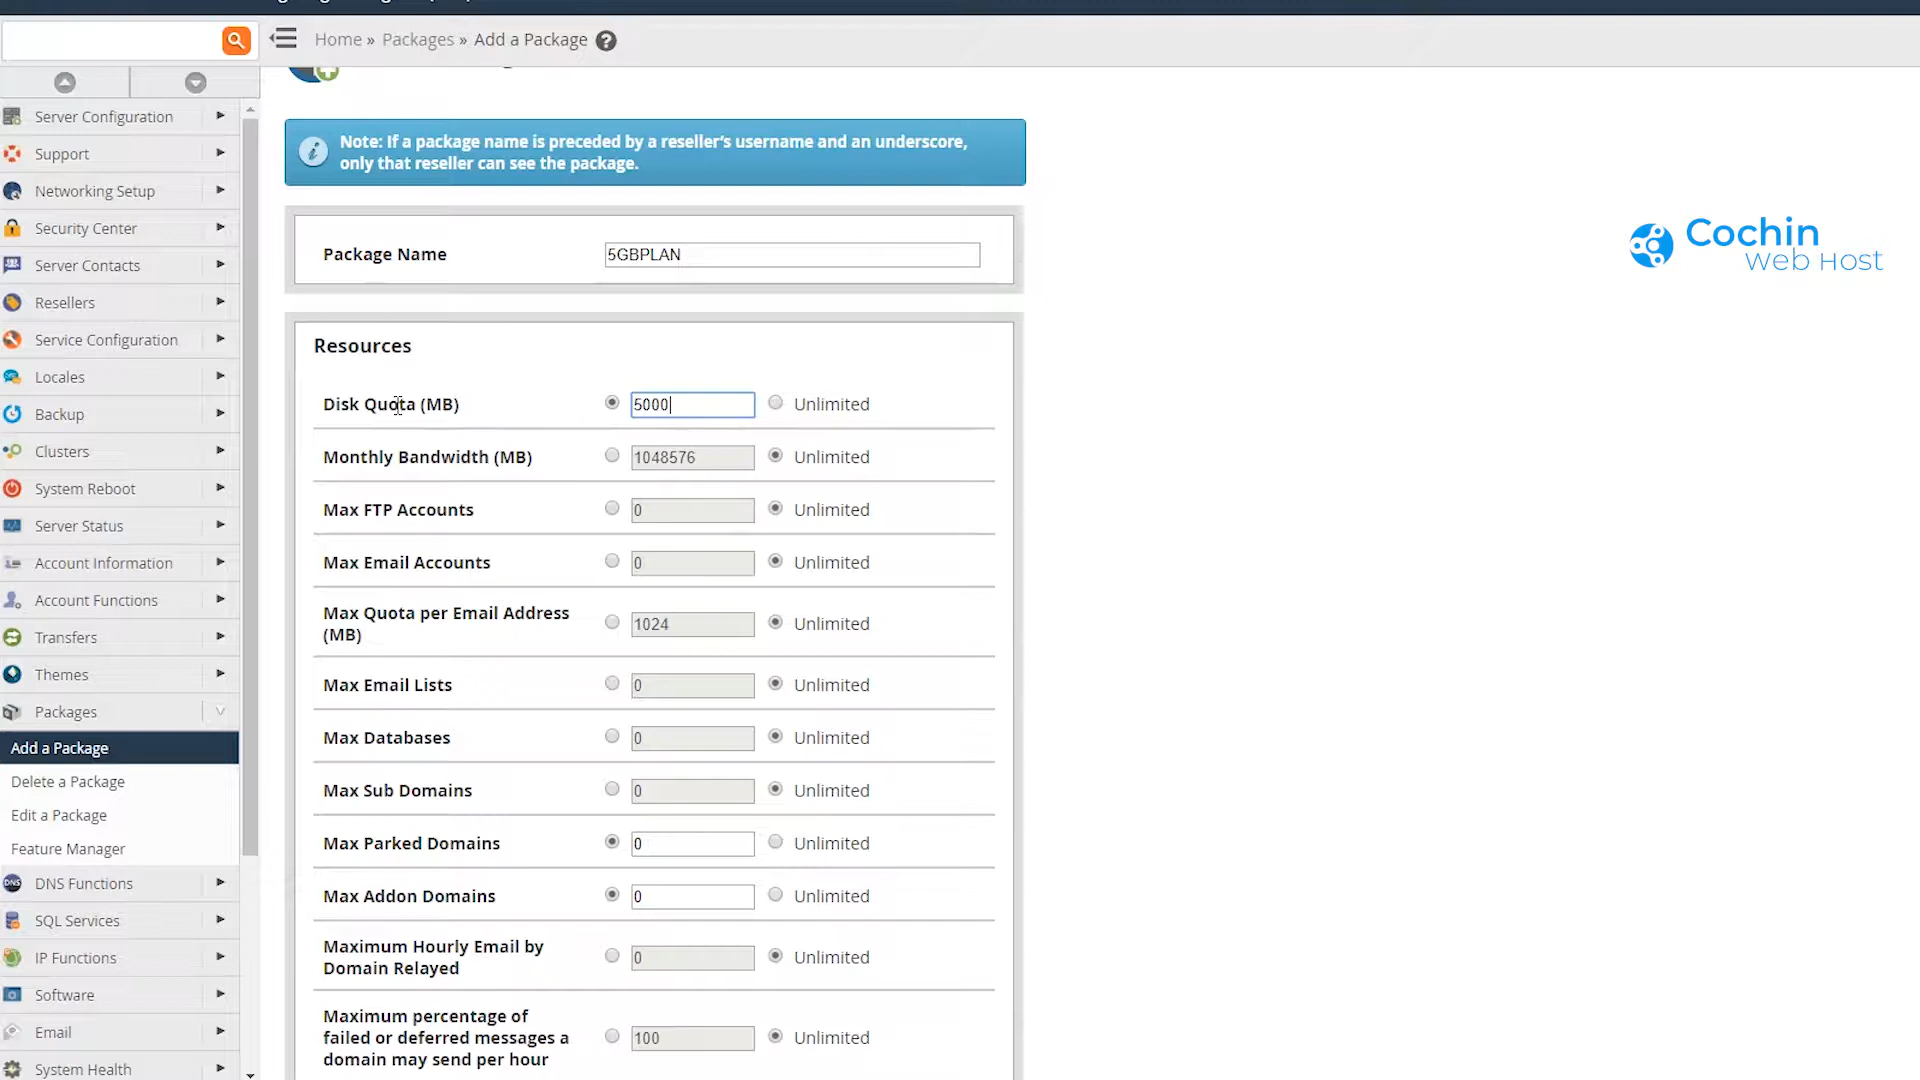 Home » Packages » Add a Package ?
Server Configuration
Support
Networking Setup
Security Center
Server Contacts
Resellers
Service Configuration
Locales
Backup
Clusters
System Reboot
Server Status
Account Information
Account Functions
Transfers
Themes
Packages
Add a Package
Delete a Package
Edit a Package
Feature Manager
DNS DNS Functions
SQL Services
IP Functions
Software
Email
System Health
i Note: If a package name is preceded by a reseller's username and an underscore,
only that reseller can see the package.
Package Name 5GBPLAN
Resources
Disk Quota (MB) 5000 Unlimited
Monthly Bandwidth (MB) 1048576 Unlimited
Max FTP Accounts 0 Unlimited
Max Email Accounts 0 Unlimited
Max Quota per Email Address
(MB) 1024 Unlimited
Max Email Lists 0 Unlimited
Max Databases 0 Unlimited
Max Sub Domains 0 Unlimited
Max Parked Domains 0 Unlimited
Max Addon Domains 0 Unlimited
Maximum Hourly Email by
Domain Relayed 0 Unlimited
Maximum percentage of
failed or deferred messages a 100 Unlimited
domain may send per hour
Cochin
Web Host